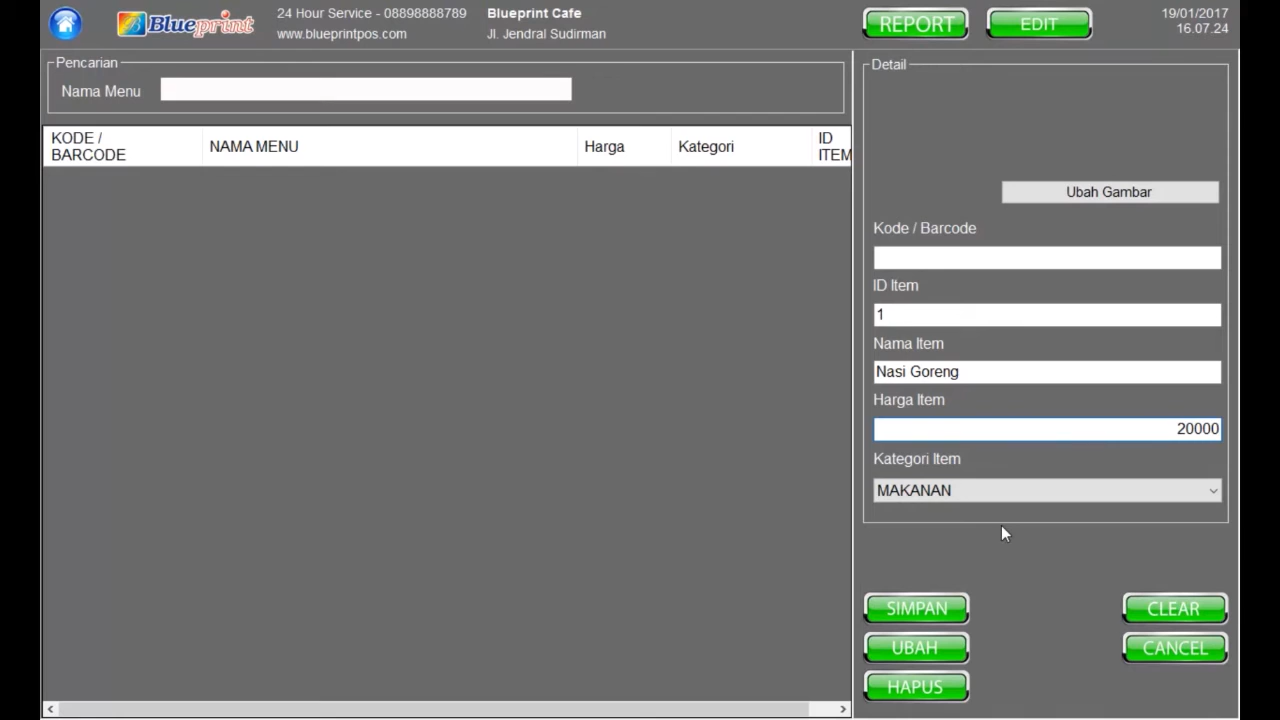 Blueprint
24 Hour Service - 08898888789
www.blueprintpos.com
Blueprint Cafe
Jl. Jendral Sudirman
REPORT
EDIT
19/01/2017
16.07.24
Pencarian
Nama Menu
KODE /
BARCODE
NAMA MENU
Harga
Kategori
ID
ITEM
Detail
Ubah Gambar
Kode / Barcode
ID Item
1
Nama Item
Nasi Goreng
Harga Item
20000
Kategori Item
MAKANAN
SIMPAN
CLEAR
UBAH
CANCEL
HAPUS